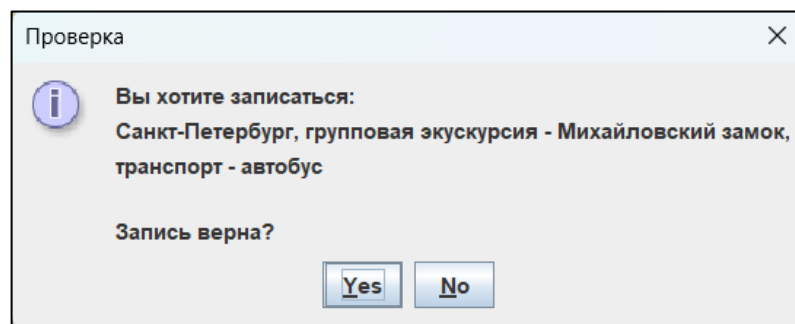 Проверка
Вы хотите записаться:
Санкт-Петербург, групповая экускурсия - Михайловский замок,
транспорт - автобус
Запись верна?
Yes No